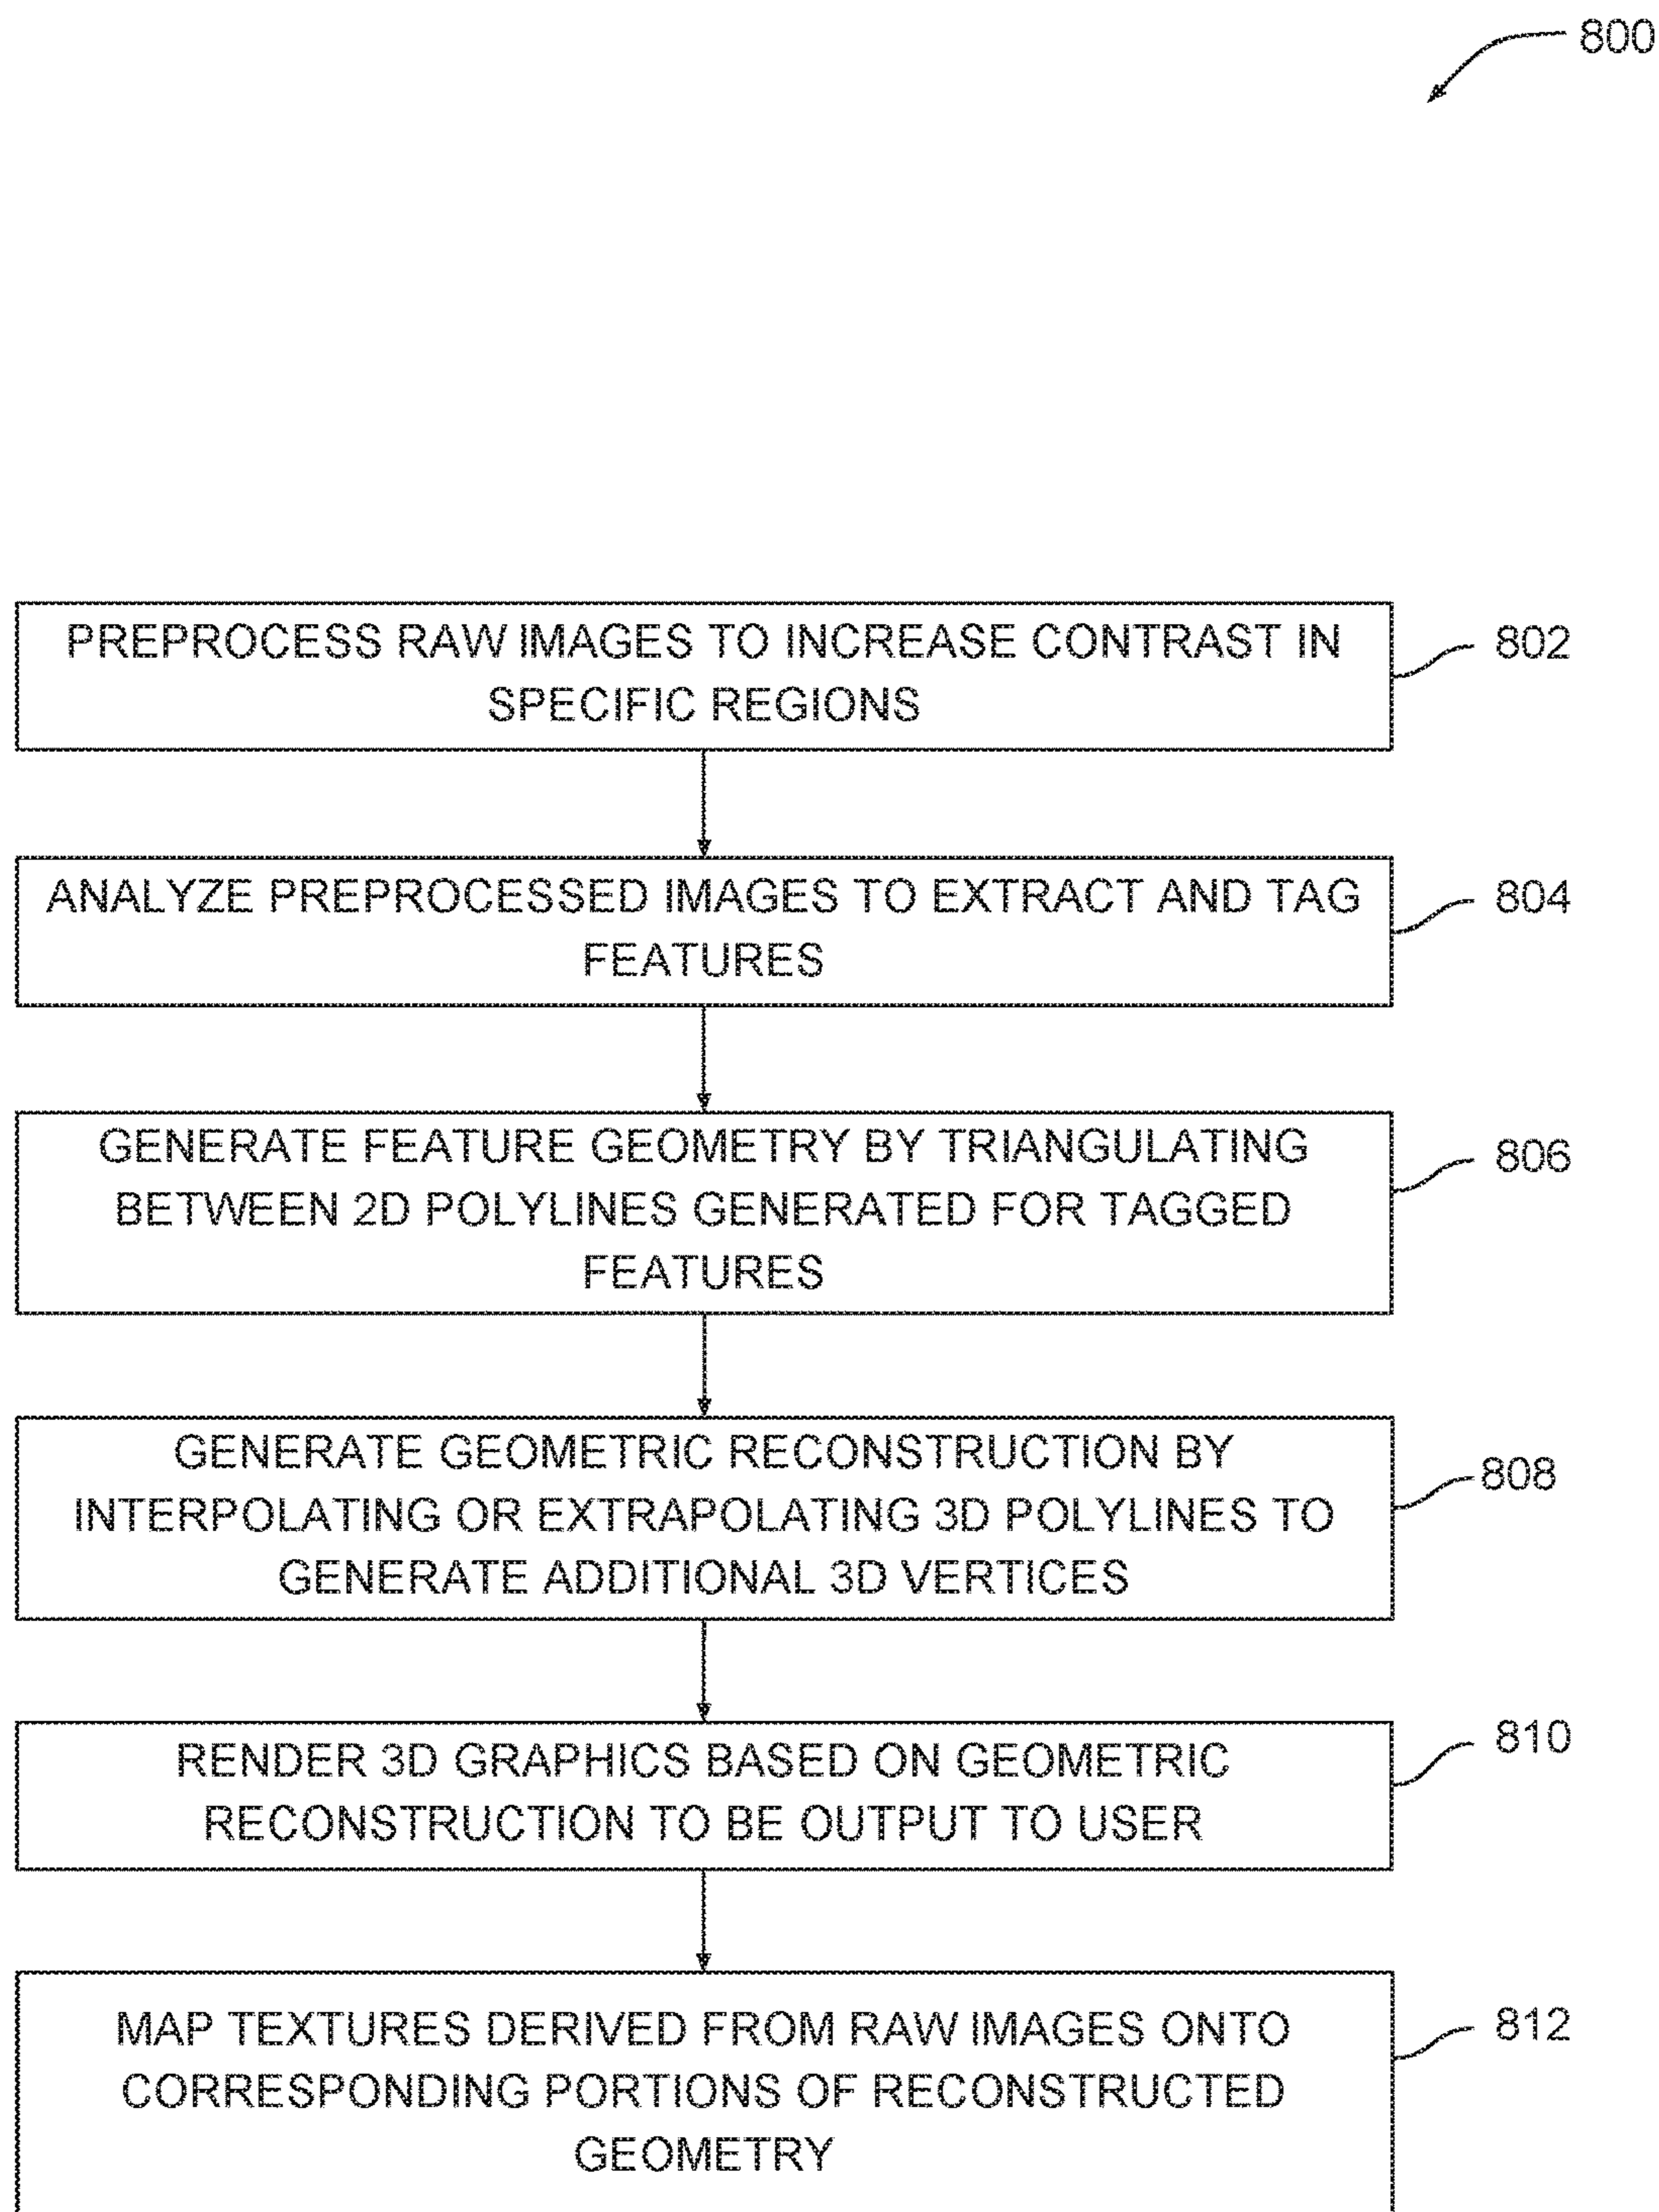 800
PREPROCESS RAW IMAGES TO INCREASE CONTRAST IN
SPECIFIC REGIONS
802
ANALYZE PREPROCESSED IMAGES TO EXTRACT AND TAG
FEATURES
804
GENERATE FEATURE GEOMETRY BY TRIANGULATING
BETWEEN 2D POLYLINES GENERATED FOR TAGGED
FEATURES
806
GENERATE GEOMETRIC RECONSTRUCTION BY
INTERPOLATING OR EXTRAPOLATING 3D POLYLINES TO
GENERATE ADDITIONAL 3D VERTICES
808
RENDER 3D GRAPHICS BASED ON GEOMETRIC
RECONSTRUCTION TO BE OUTPUT TO USER
810
MAP TEXTURES DERIVED FROM RAW IMAGES ONTO
CORRESPONDING PORTIONS OF RECONSTRUCTED
GEOMETRY
812